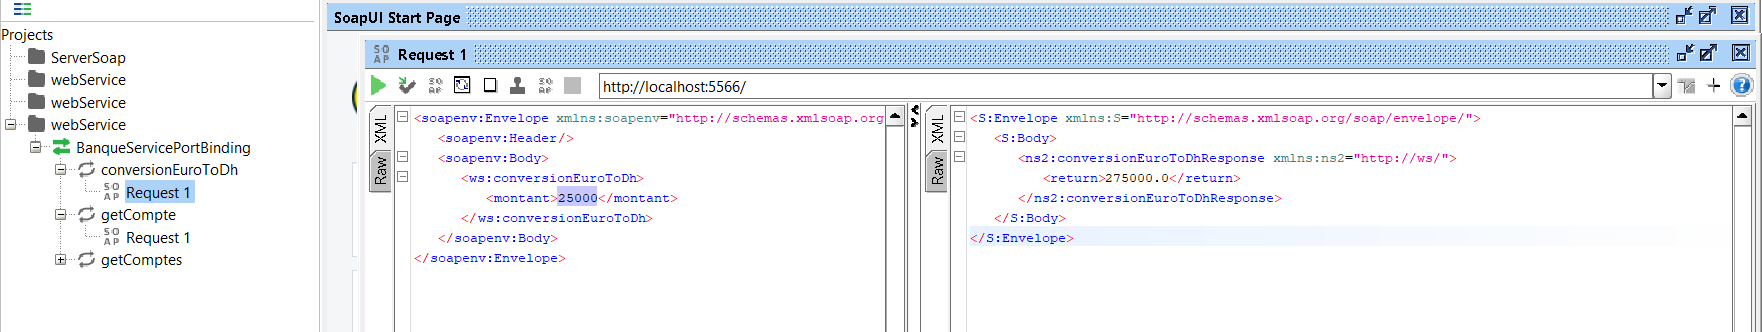 Projects
ServerSoap
webService
webService
webService
BanqueServicePortBinding
conversionEuroToDh
SOAP Request 1
getCompte
SOAP Request 1
getComptes
SoapUI Start Page
SOAP Request 1
http://localhost:5566/
XML
Raw
<soapenv:Envelope xmlns:soapenv="http://schemas.xmlsoap.org
<soapenv:Header/>
<soapenv:Body>
<ws:conversionEuroToDh>
<montant>25000</montant>
</ws:conversionEuroToDh>
</soapenv:Body>
</soapenv:Envelope>
XML
Raw
<S:Envelope xmlns:S="http://schemas.xmlsoap.org/soap/envelope/">
<S:Body>
<ns2:conversionEuroToDhResponse xmlns:ns2="http://ws/">
<return>275000.0</return>
</ns2:conversionEuroToDhResponse>
</S:Body>
</S:Envelope>